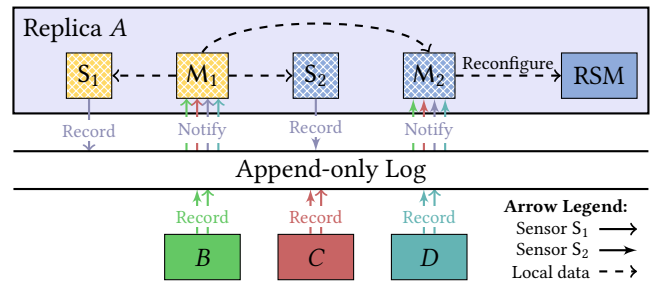 Replica A
S1 M1 S2 M2 Reconfigure RSM
Record Notify Record Notify
Append-only Log
Record Record Record
B C D
Arrow Legend:
Sensor S1
Sensor S2
Local data